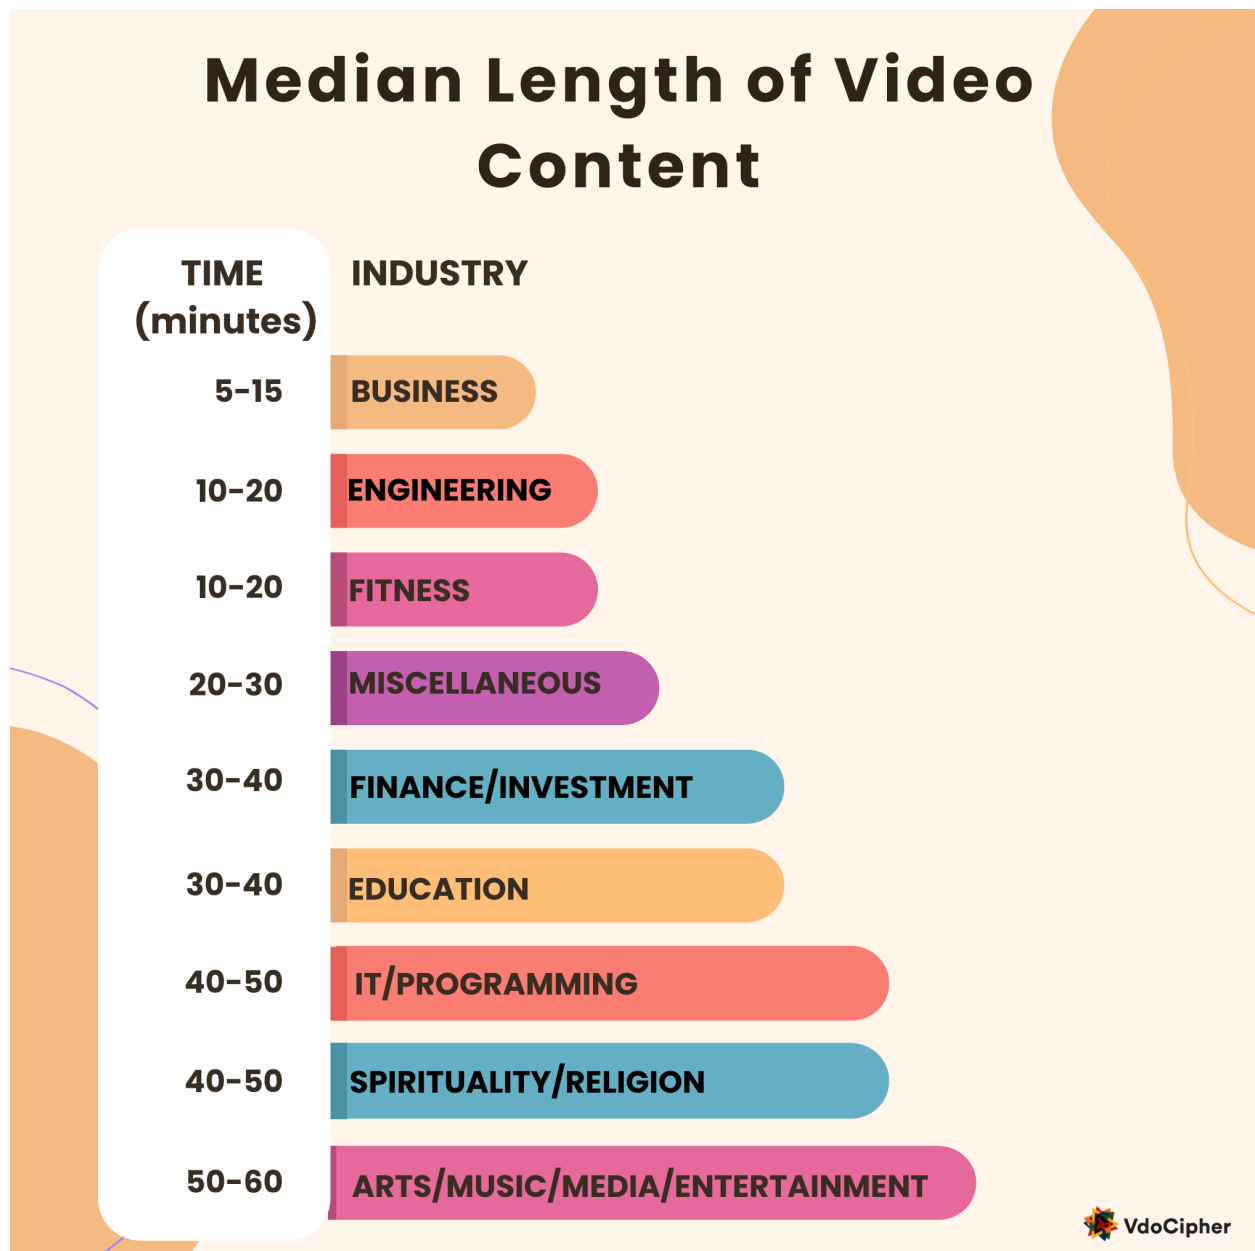 Median Length of Video
Content
TIME
(minutes)
INDUSTRY
5-15
BUSINESS
10-20
ENGINEERING
10-20
FITNESS
20-30
MISCELLANEOUS
30-40
FINANCE/INVESTMENT
30-40
EDUCATION
40-50
IT/PROGRAMMING
40-50
SPIRITUALITY/RELIGION
50-60
ARTS/MUSIC/MEDIA/ENTERTAINMENT
VdoCipher